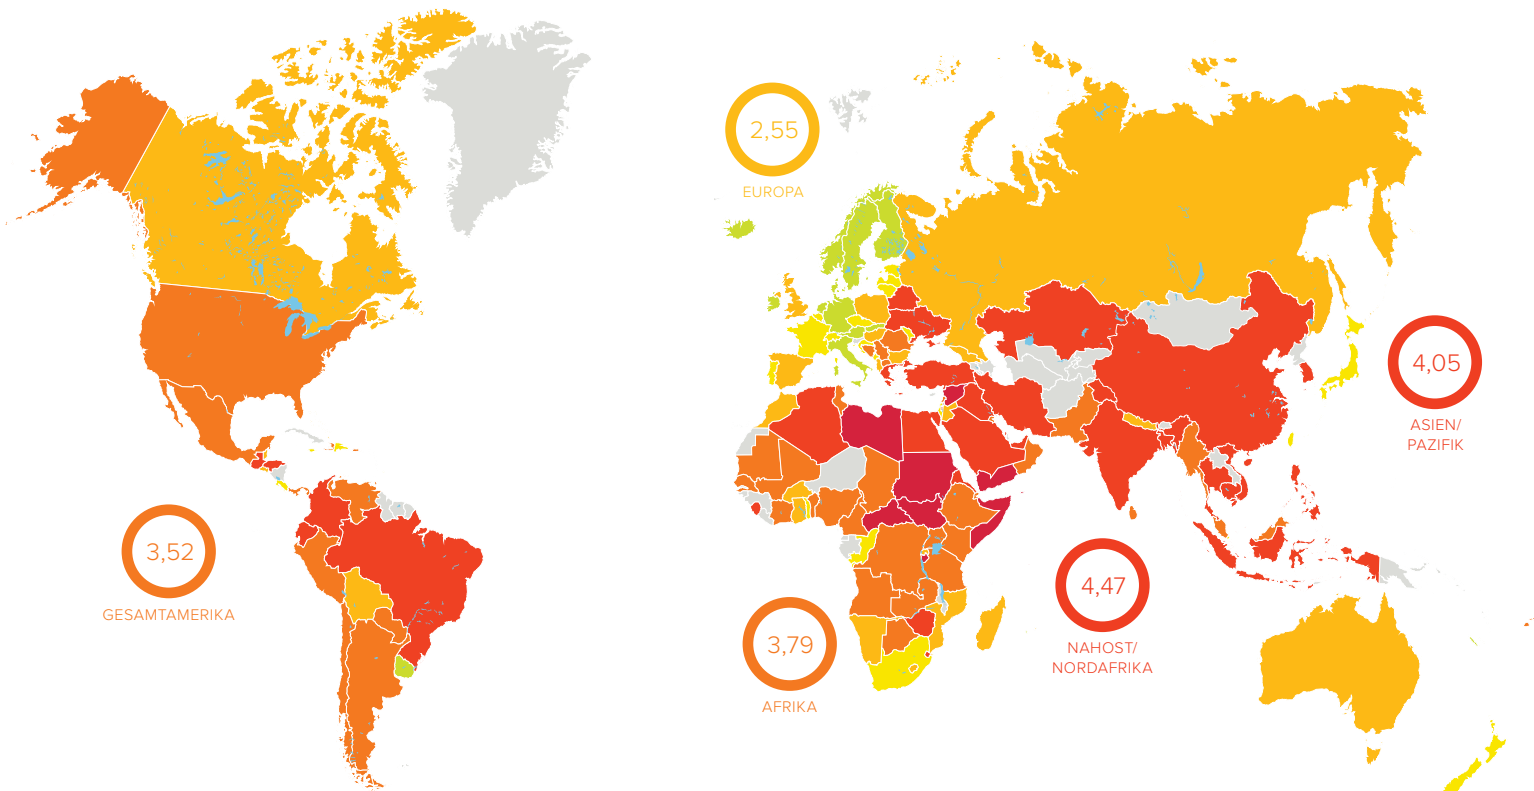 2,55
EUROPA
4,05
ASIEN/
PAZIFIK
3,52
GESAMTAMERIKA
4,47
NAHOST/
NORDAFRIKA
3,79
AFRIKA